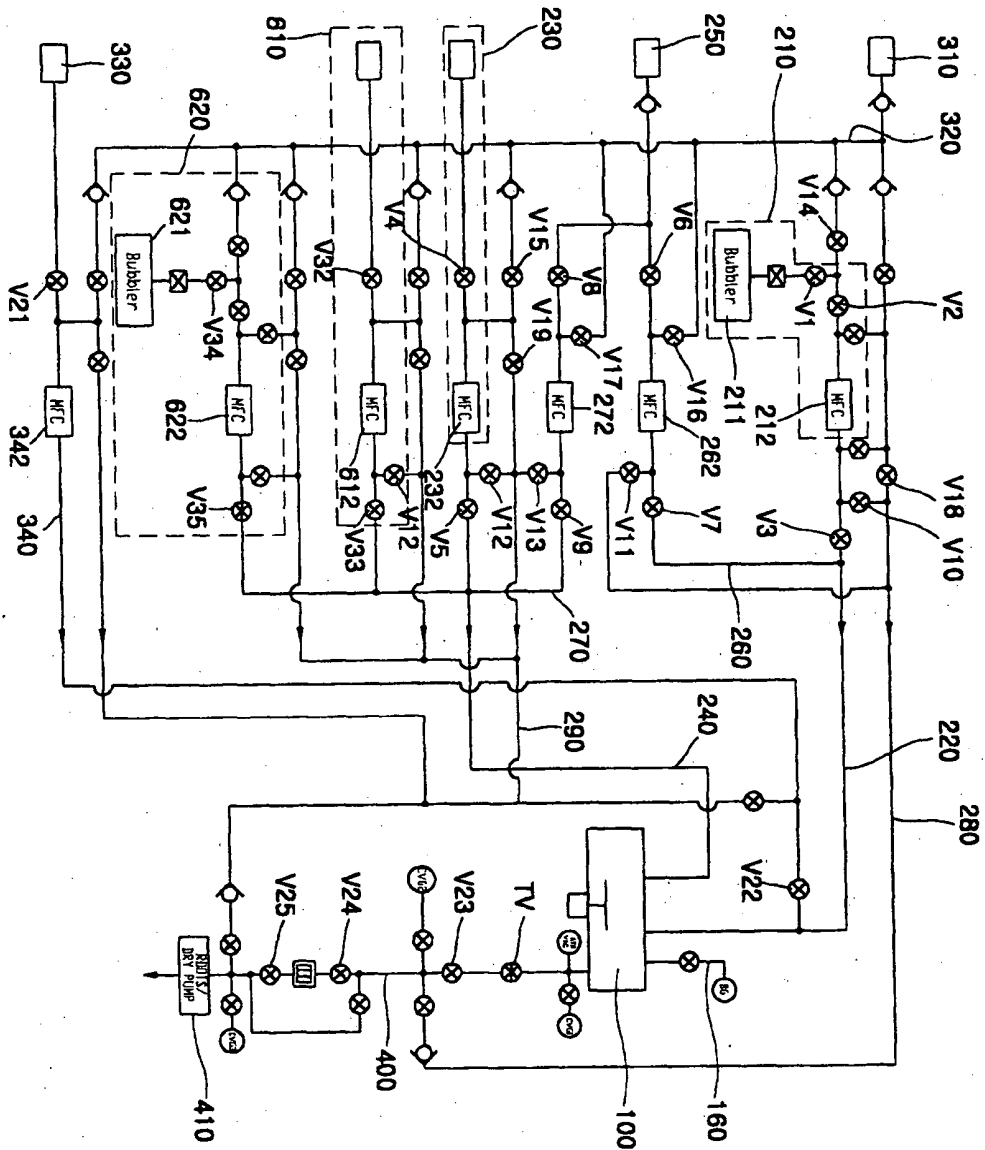 310
320
V2
V18
V10
220
280
210
V14
V1
MFC
212
V3
Bubbler
211
V22
250
V6
V16
MFC
262
V7
260
BG
160
V8
V17
MFC
272
V11
V9
270
240
100
230
V15
V19
V13
290
TV
V4
MFC
232
V12
V5
V23
810
V32
MFC
612
V12
V33
400
V24
V25
620
621
Bubbler
V34
MFC
622
V35
ROOTS/
DRY PUMP
410
330
V21
MFC
342
340